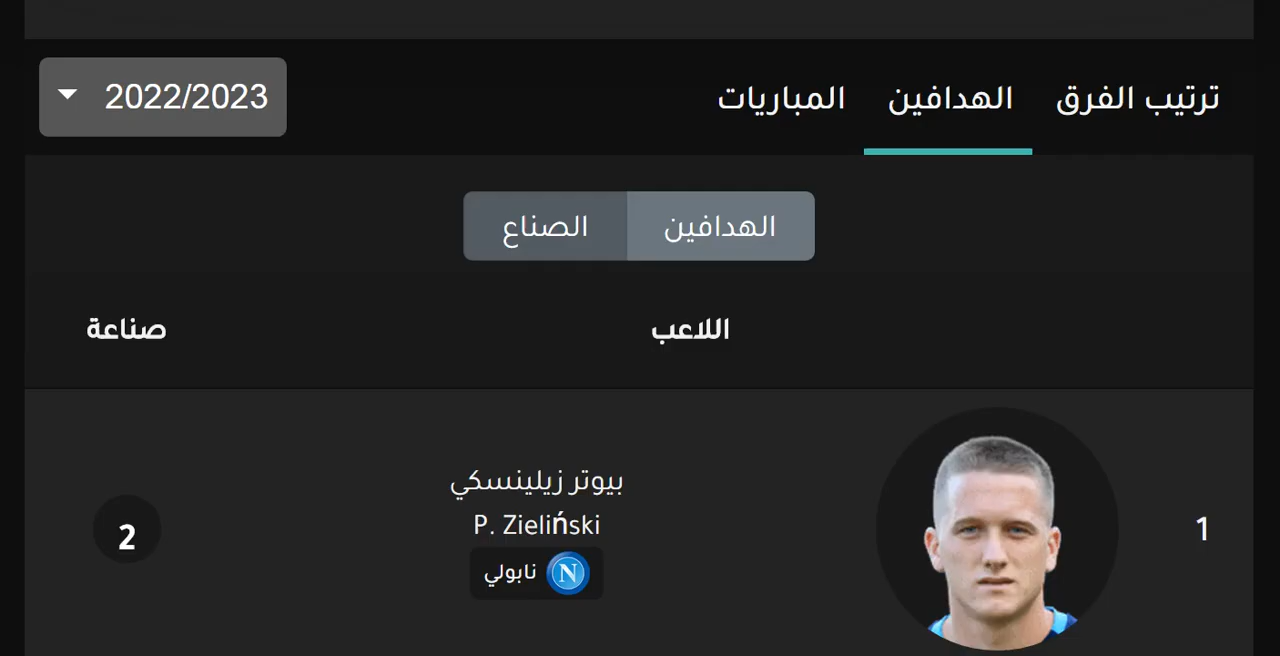 ترتيب الفرق الهدافين المباريات 2022/2023
الهدافين الصناع
اللاعب صناعة
1
بيوتر زيلينسكي
P. Zieliński
N نابولي
2